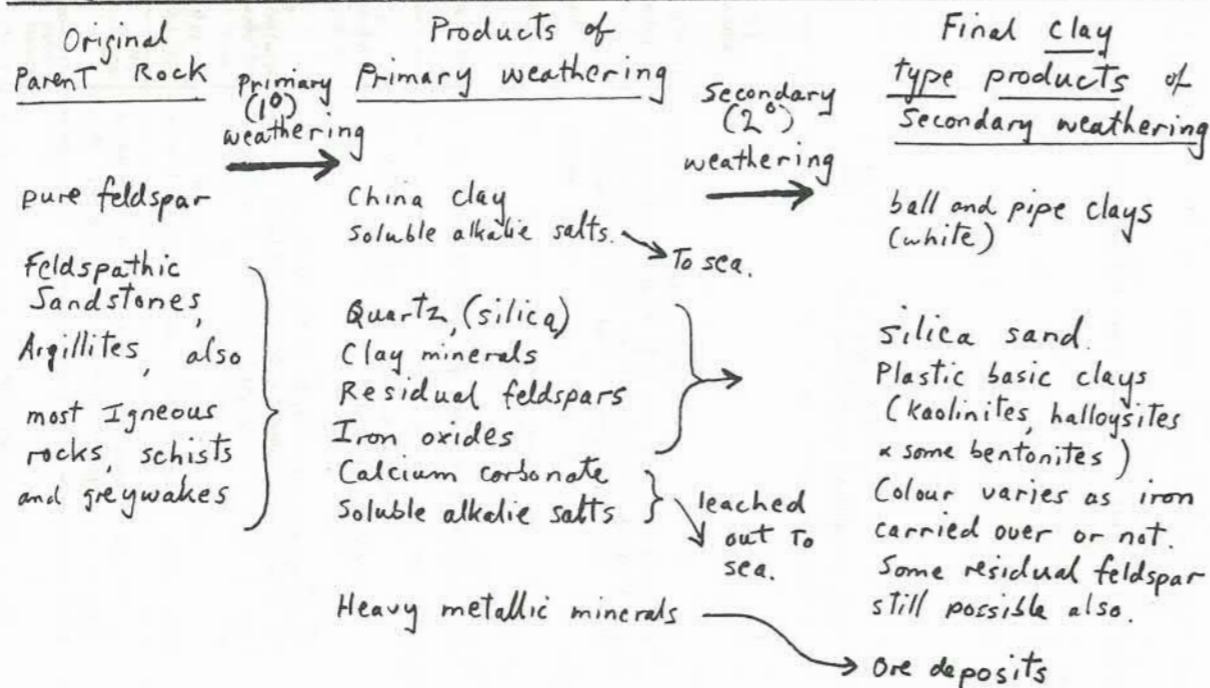 Original
Parent Rock
Primary
(1°)
weathering
Products of
Primary weathering
Secondary
(2°)
weathering
Final Clay
type products of
Secondary weathering
pure feldspar
China clay
Soluble alkalie salts.
To sea.
ball and pipe clays
(white)
Feldspathic
Sandstones,
Argillites, also
most Igneous
rocks, schists
and greywakes
Quartz, (silica)
Clay minerals
Residual feldspars
Iron oxides
Calcium carbonate
Soluble alkalie salts
leached
out to
sea.
Heavy metallic minerals
silica sand.
Plastic basic clays
(kaolinites, halloysites
& some bentonites)
Colour varies as iron
carried over or not.
Some residual feldspar
still possible also.
Ore deposits